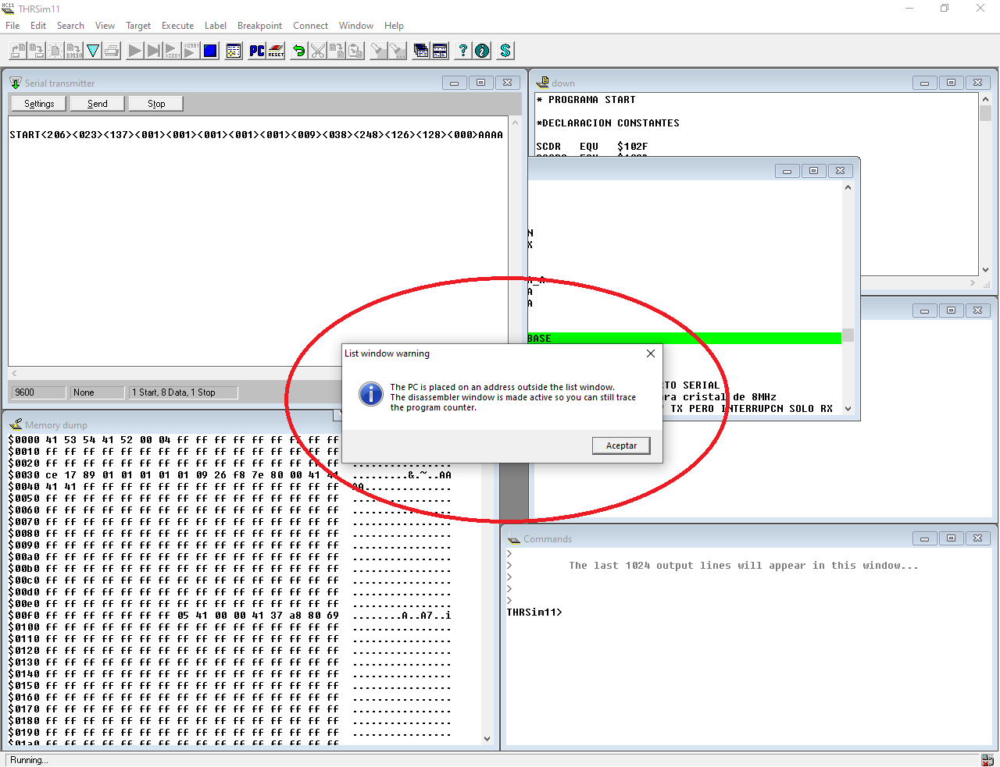 HC11
THRSim11
File Edit Search View Target Execute Label Breakpoint Connect Window Help
PC RESET
Serial transmitter
Settings Send Stop
START<206><023><137><001><001><001><001><001><009><038><248><126><128><000>AAAA
9600 None 1 Start, 8 Data, 1 Stop
down
* PROGRAMA START
*DECLARACION CONSTANTES
SCDR EQU $102F
N
X
A_A
A
A
BASE
RTO SERIAL
ra cristal de 8MHz
TX PERO INTERRUPCN SOLO RX
List window warning
The PC is placed on an address outside the list window.
The disassembler window is made active so you can still trace
the program counter.
Aceptar
Memory dump
$0000 41 53 54 41 52 00 04 ff ff ff ff ff ff ff ff ff
$0010 ff ff ff ff ff ff ff ff ff ff ff ff ff ff ff ff
$0020 ff ff ff ff ff ff ff ff ff ff ff ff ff ff ff ff ................
$0030 ce 17 89 01 01 01 01 01 09 26 f8 7e 80 00 41 41 .........&.~..AA
$0040 41 41 ff ff ff ff ff ff ff ff ff ff ff ff ff ff AA..............
$0050 ff ff ff ff ff ff ff ff ff ff ff ff ff ff ff ff ................
$0060 ff ff ff ff ff ff ff ff ff ff ff ff ff ff ff ff ................
$0070 ff ff ff ff ff ff ff ff ff ff ff ff ff ff ff ff ................
$0080 ff ff ff ff ff ff ff ff ff ff ff ff ff ff ff ff ................
$0090 ff ff ff ff ff ff ff ff ff ff ff ff ff ff ff ff ................
$00a0 ff ff ff ff ff ff ff ff ff ff ff ff ff ff ff ff ................
$00b0 ff ff ff ff ff ff ff ff ff ff ff ff ff ff ff ff ................
$00c0 ff ff ff ff ff ff ff ff ff ff ff ff ff ff ff ff ................
$00d0 ff ff ff ff ff ff ff ff ff ff ff ff ff ff ff ff ................
$00e0 ff ff ff ff ff ff ff ff ff ff ff ff ff ff ff ff ................
$00f0 ff ff ff ff ff ff ff 05 41 00 00 41 37 a8 80 69 ........A..A7..i
$0100 ff ff ff ff ff ff ff ff ff ff ff ff ff ff ff ff ................
$0110 ff ff ff ff ff ff ff ff ff ff ff ff ff ff ff ff ................
$0120 ff ff ff ff ff ff ff ff ff ff ff ff ff ff ff ff ................
$0130 ff ff ff ff ff ff ff ff ff ff ff ff ff ff ff ff ................
$0140 ff ff ff ff ff ff ff ff ff ff ff ff ff ff ff ff ................
$0150 ff ff ff ff ff ff ff ff ff ff ff ff ff ff ff ff ................
$0160 ff ff ff ff ff ff ff ff ff ff ff ff ff ff ff ff ................
$0170 ff ff ff ff ff ff ff ff ff ff ff ff ff ff ff ff ................
$0180 ff ff ff ff ff ff ff ff ff ff ff ff ff ff ff ff ................
$0190 ff ff ff ff ff ff ff ff ff ff ff ff ff ff ff ff ................
$01a0 ff ff ff ff ff ff ff ff ff ff ff ff ff ff ff ff ................
Commands
>
> The last 1024 output lines will appear in this window...
>
>
>
THRSim11>
Running...